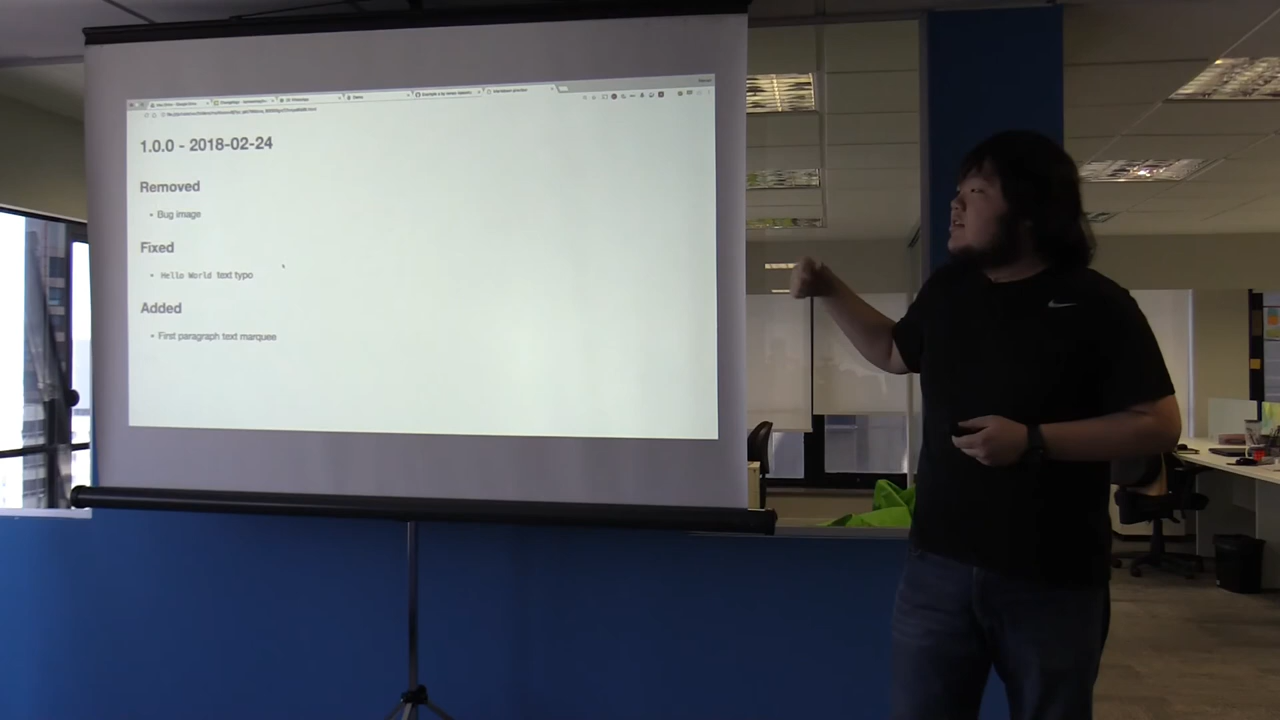 1.0.0 - 2018-02-24
Removed
• Bug image
Fixed
• Hello World text typo
Added
• First paragraph text marquee